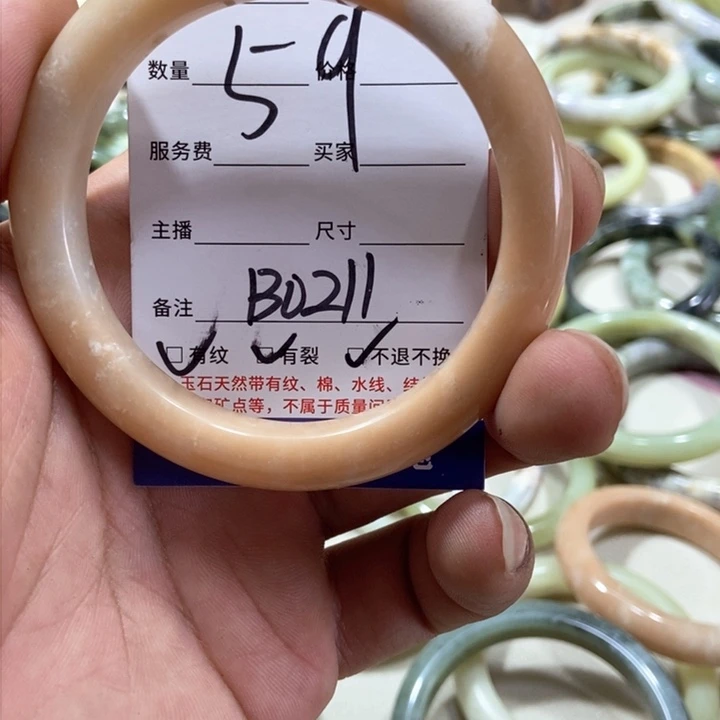 数量 59 价格
服务费 买家
主播 尺寸
备注 B0211
有纹 有裂 不退不换
玉石天然带有纹、棉、水线、结
矿点等，不属于质量问